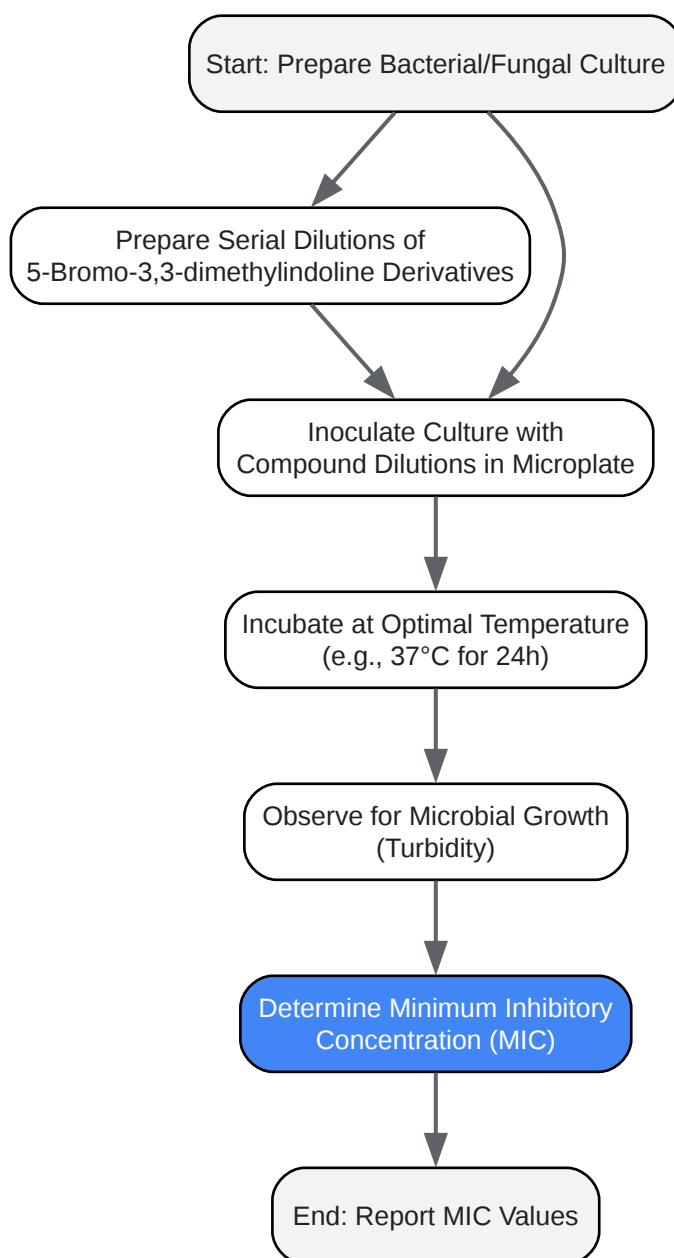 Start: Prepare Bacterial/Fungal Culture
Prepare Serial Dilutions of
5-Bromo-3,3-dimethylindoline Derivatives
Inoculate Culture with
Compound Dilutions in Microplate
Incubate at Optimal Temperature
(e.g., 37°C for 24h)
Observe for Microbial Growth
(Turbidity)
Determine Minimum Inhibitory
Concentration (MIC)
End: Report MIC Values